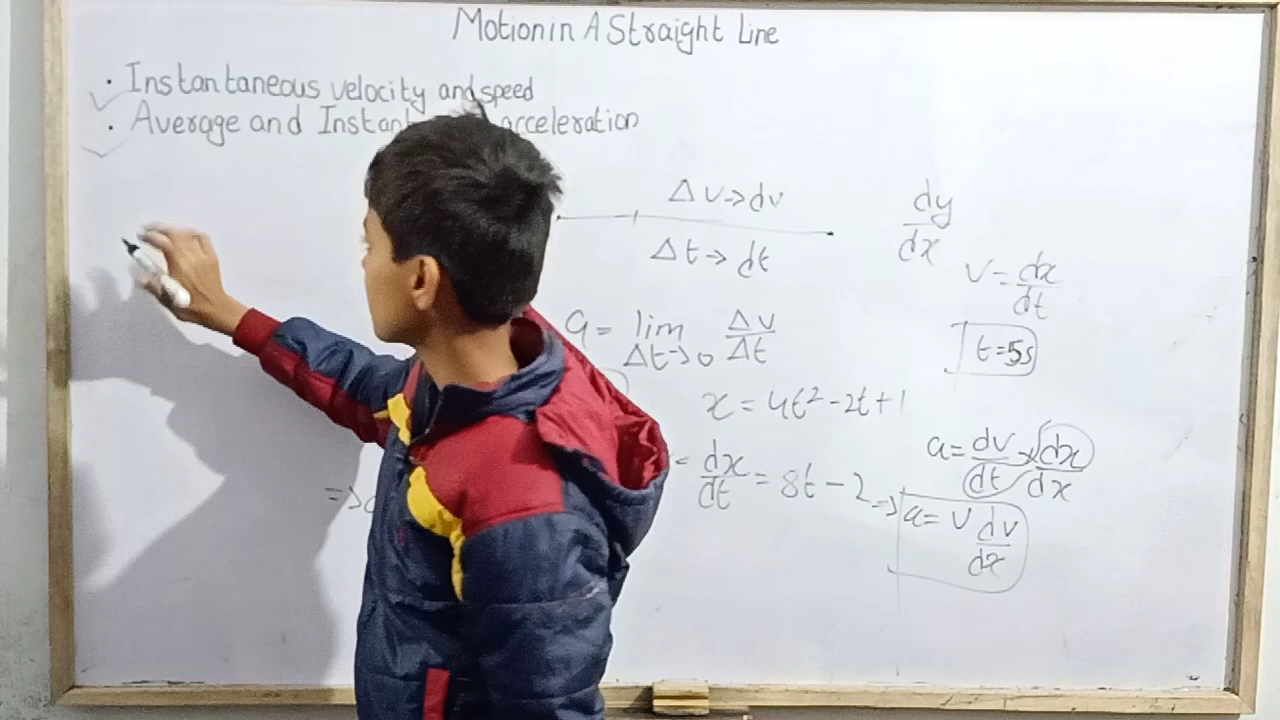 Motion in A Straight Line
· Instantaneous velocity and speed
· Average and Instant acceleration
Δv→dv
Δt→dt
dy
dx
v=dx
dt
t=5s
a= lim Δv
Δt→0 Δt
x=4t²-2t+1
= dx = 8t-2
dt
a=dv×dx
dt dx
⇒a= v dv
dx
=>